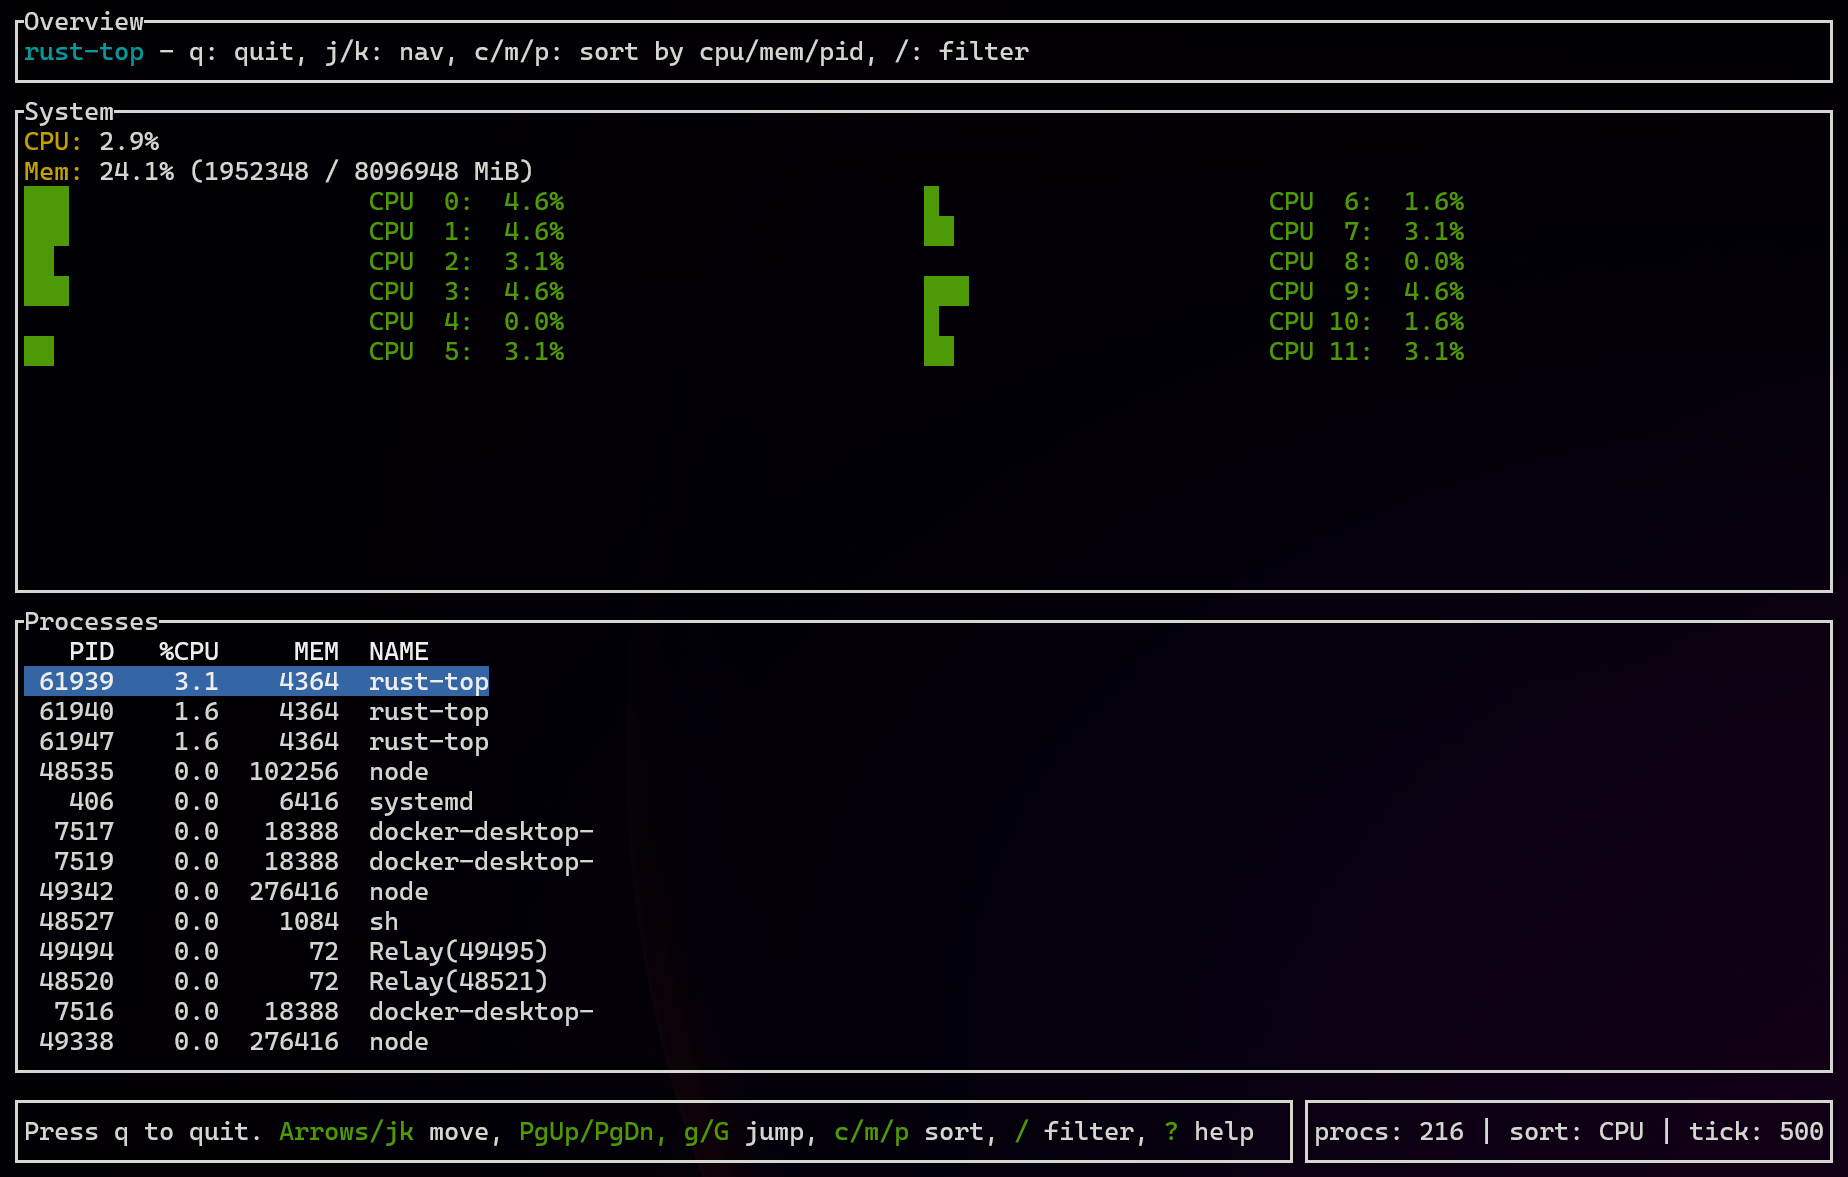 Overview
rust-top - q: quit, j/k: nav, c/m/p: sort by cpu/mem/pid, /: filter
System
CPU: 2.9%
Mem: 24.1% (1952348 / 8096948 MiB)
CPU 0: 4.6% CPU 6: 1.6%
CPU 1: 4.6% CPU 7: 3.1%
CPU 2: 3.1% CPU 8: 0.0%
CPU 3: 4.6% CPU 9: 4.6%
CPU 4: 0.0% CPU 10: 1.6%
CPU 5: 3.1% CPU 11: 3.1%
Processes
PID %CPU MEM NAME
61939 3.1 4364 rust-top
61940 1.6 4364 rust-top
61947 1.6 4364 rust-top
48535 0.0 102256 node
406 0.0 6416 systemd
7517 0.0 18388 docker-desktop-
7519 0.0 18388 docker-desktop-
49342 0.0 276416 node
48527 0.0 1084 sh
49494 0.0 72 Relay(49495)
48520 0.0 72 Relay(48521)
7516 0.0 18388 docker-desktop-
49338 0.0 276416 node
Press q to quit. Arrows/jk move, PgUp/PgDn, g/G jump, c/m/p sort, / filter, ? help
procs: 216 | sort: CPU | tick: 500